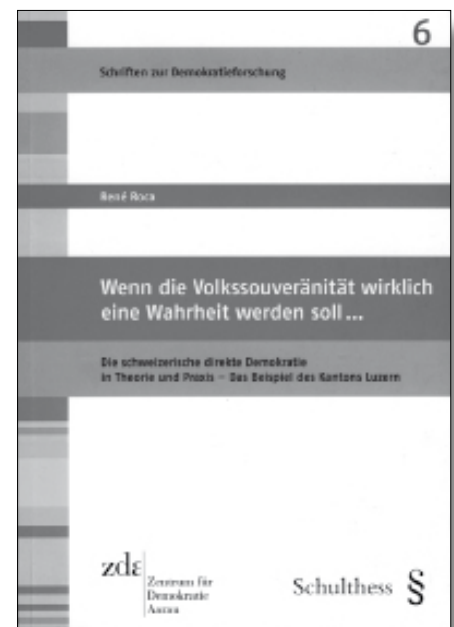 6
Schriften zur Demokratieforschung
René Roca
Wenn die Volkssouveränität wirklich
eine Wahrheit werden soll ...
Die schweizerische direkte Demokratie
in Theorie und Praxis – Das Beispiel des Kantons Luzern
zda
Zentrum für
Demokratie
Aarau
Schulthess §